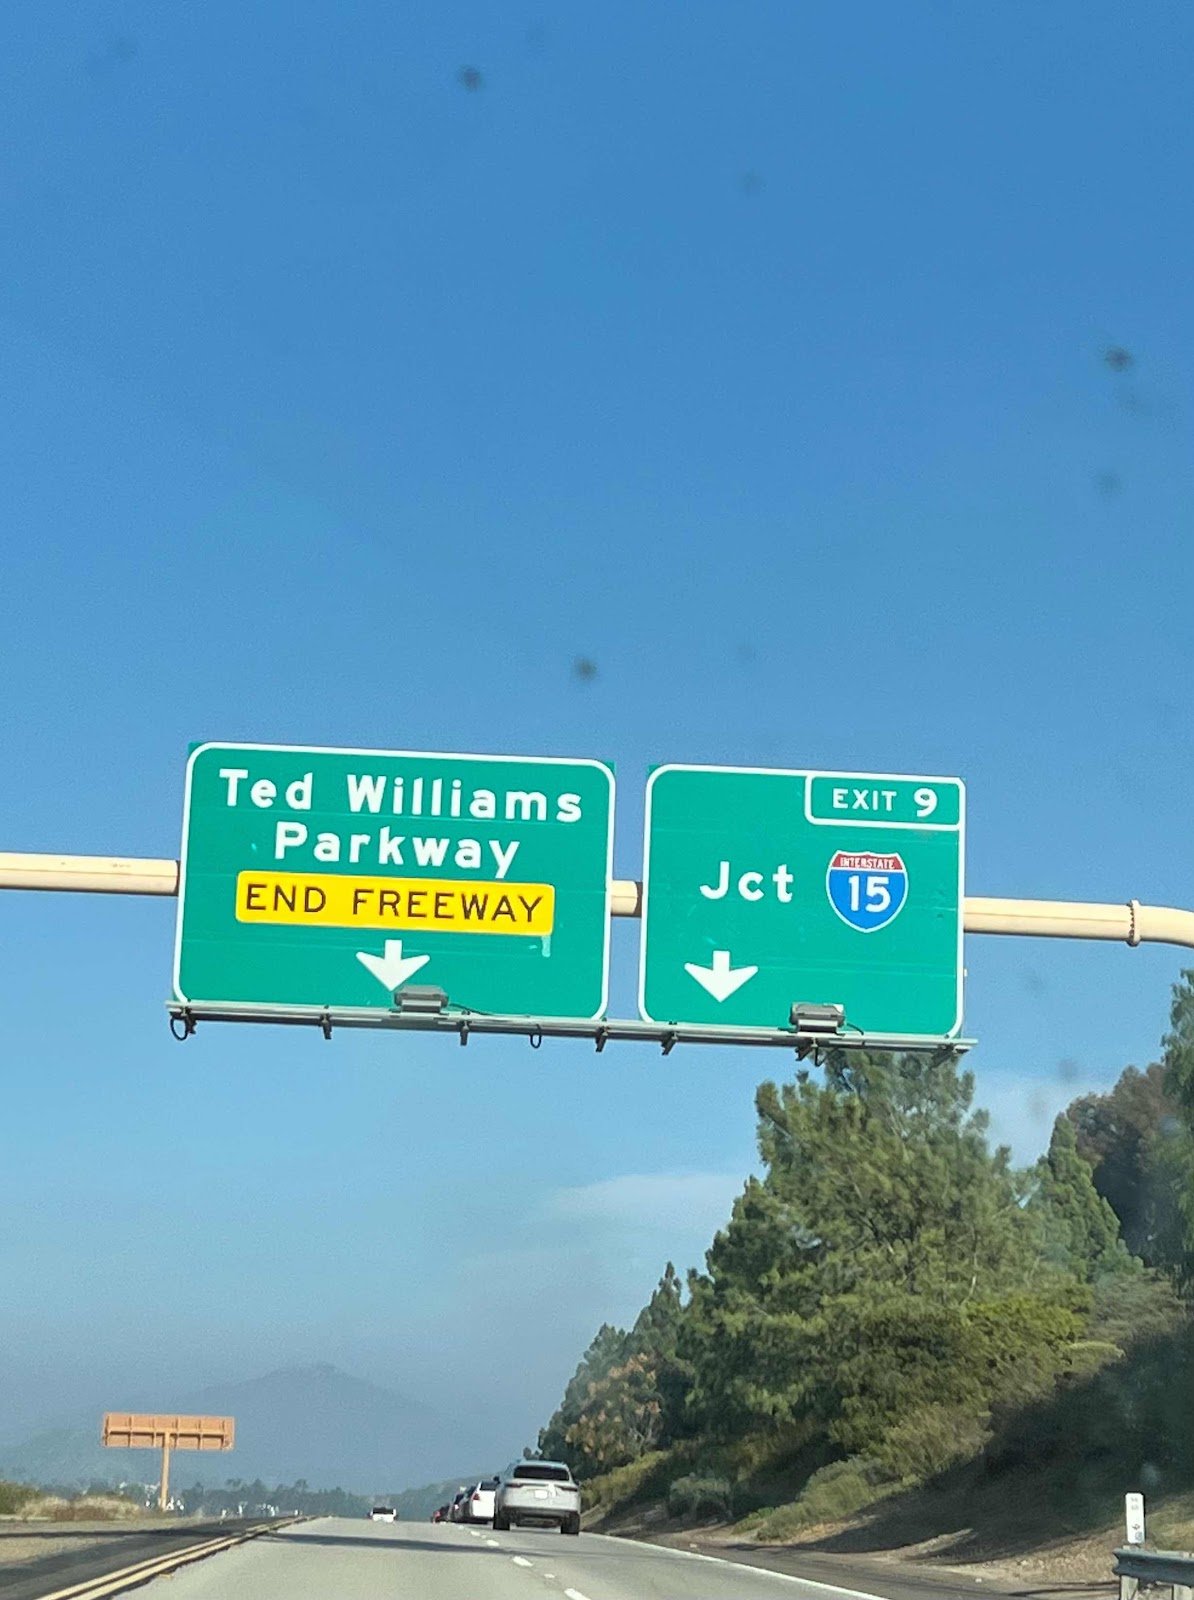 Ted Williams
Parkway
END FREEWAY
EXIT 9
Jct
INTERSTATE
15